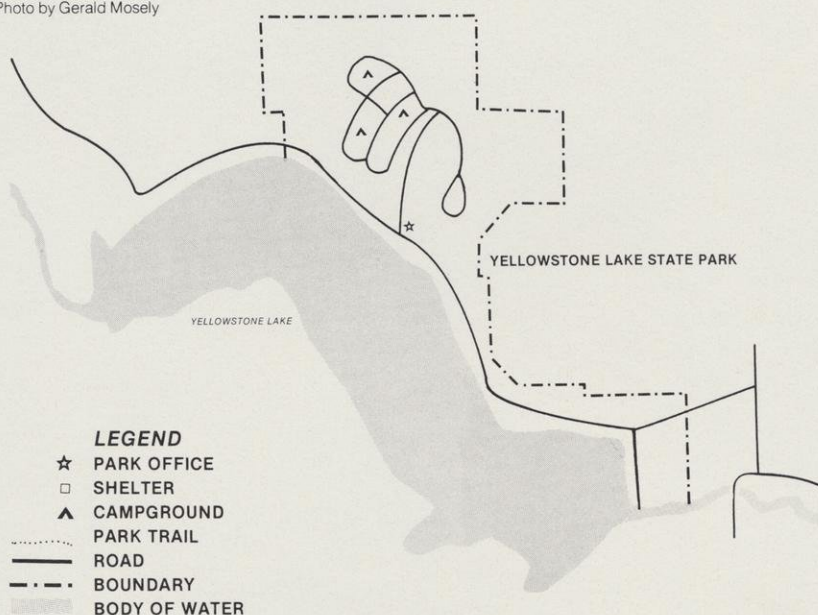 Photo by Gerald Mosely
YELLOWSTONE LAKE STATE PARK
YELLOWSTONE LAKE
LEGEND
PARK OFFICE
SHELTER
CAMPGROUND
PARK TRAIL
ROAD
BOUNDARY
BODY OF WATER